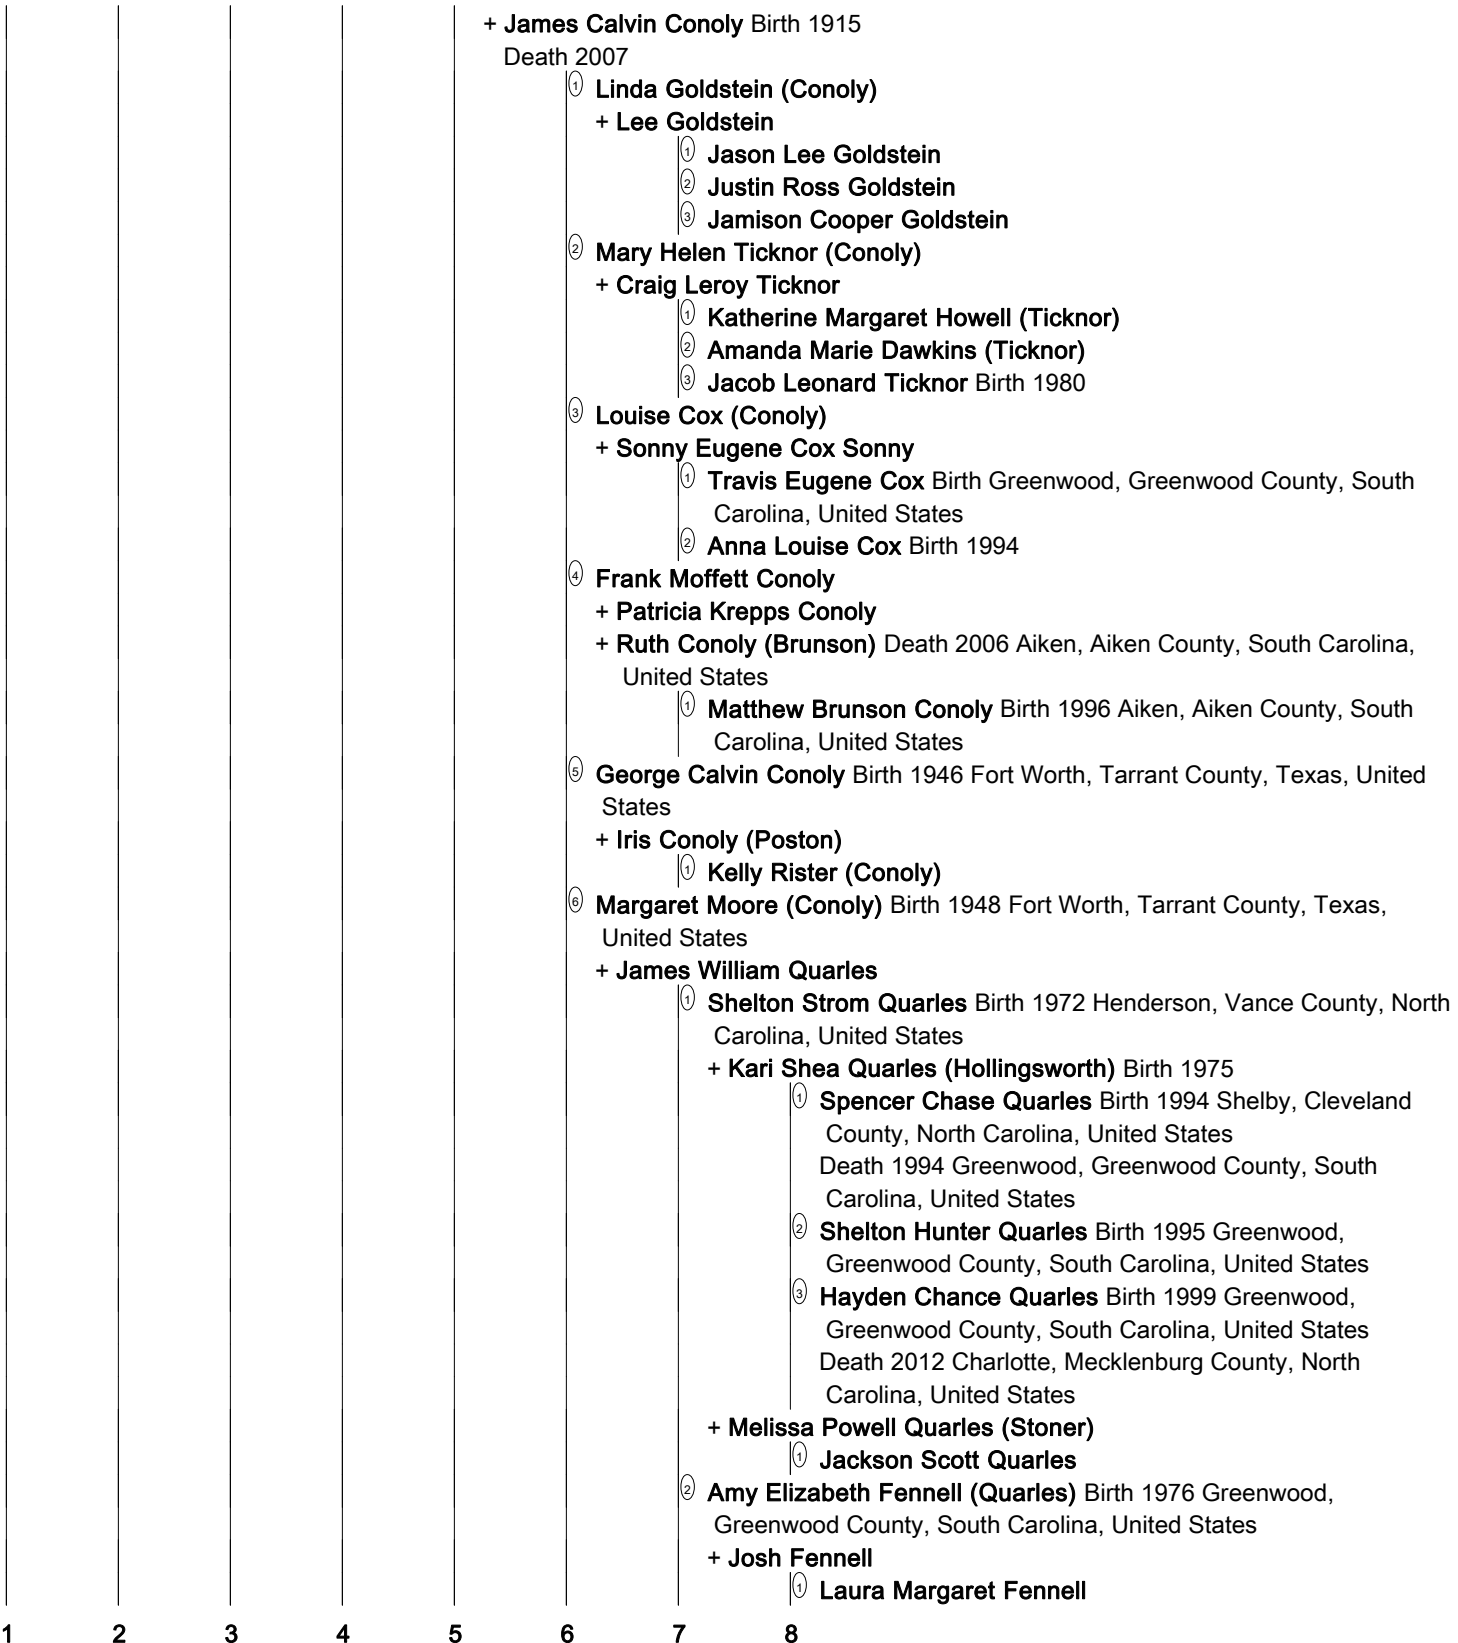 + James Calvin Conoly Birth 1915
Death 2007
1 Linda Goldstein (Conoly)
+ Lee Goldstein
1 Jason Lee Goldstein
2 Justin Ross Goldstein
3 Jamison Cooper Goldstein
2 Mary Helen Ticknor (Conoly)
+ Craig Leroy Ticknor
1 Katherine Margaret Howell (Ticknor)
2 Amanda Marie Dawkins (Ticknor)
3 Jacob Leonard Ticknor Birth 1980
3 Louise Cox (Conoly)
+ Sonny Eugene Cox Sonny
1 Travis Eugene Cox Birth Greenwood, Greenwood County, South
Carolina, United States
2 Anna Louise Cox Birth 1994
4 Frank Moffett Conoly
+ Patricia Krepps Conoly
+ Ruth Conoly (Brunson) Death 2006 Aiken, Aiken County, South Carolina,
United States
1 Matthew Brunson Conoly Birth 1996 Aiken, Aiken County, South
Carolina, United States
5 George Calvin Conoly Birth 1946 Fort Worth, Tarrant County, Texas, United
States
+ Iris Conoly (Poston)
1 Kelly Rister (Conoly)
6 Margaret Moore (Conoly) Birth 1948 Fort Worth, Tarrant County, Texas,
United States
+ James William Quarles
1 Shelton Strom Quarles Birth 1972 Henderson, Vance County, North
Carolina, United States
+ Kari Shea Quarles (Hollingsworth) Birth 1975
1 Spencer Chase Quarles Birth 1994 Shelby, Cleveland
County, North Carolina, United States
Death 1994 Greenwood, Greenwood County, South
Carolina, United States
2 Shelton Hunter Quarles Birth 1995 Greenwood,
Greenwood County, South Carolina, United States
3 Hayden Chance Quarles Birth 1999 Greenwood,
Greenwood County, South Carolina, United States
Death 2012 Charlotte, Mecklenburg County, North
Carolina, United States
+ Melissa Powell Quarles (Stoner)
1 Jackson Scott Quarles
2 Amy Elizabeth Fennell (Quarles) Birth 1976 Greenwood,
Greenwood County, South Carolina, United States
+ Josh Fennell
1 Laura Margaret Fennell
1 2 3 4 5 6 7 8